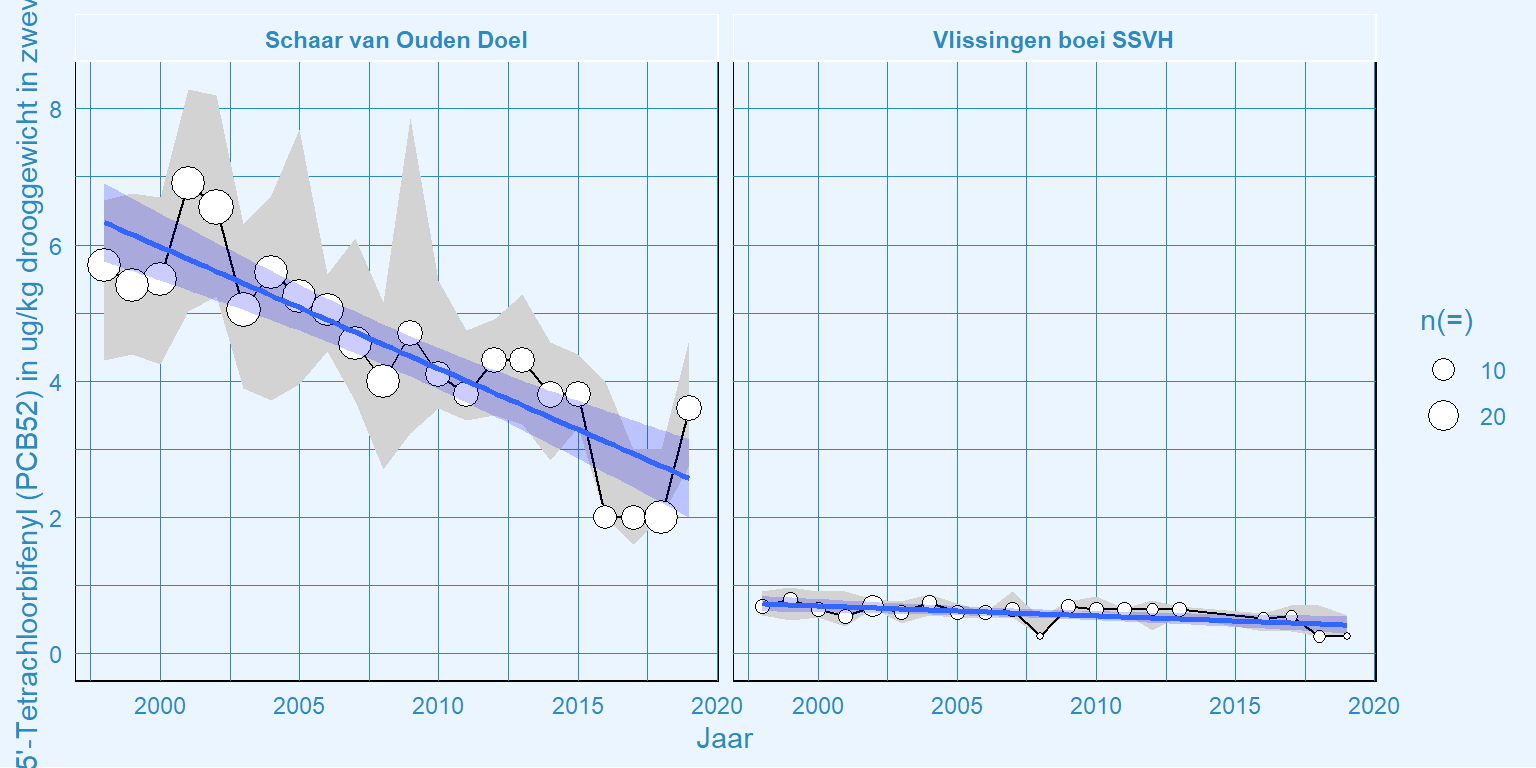 Schaar van Ouden Doel
Vlissingen boei SSVH
5'-Tetrachloorbifenyl (PCB52) in ug/kg drooggewicht in zwev
8
6
4
2
0
2000 2005 2010 2015 2020
2000 2005 2010 2015 2020
Jaar
n(=)
10
20